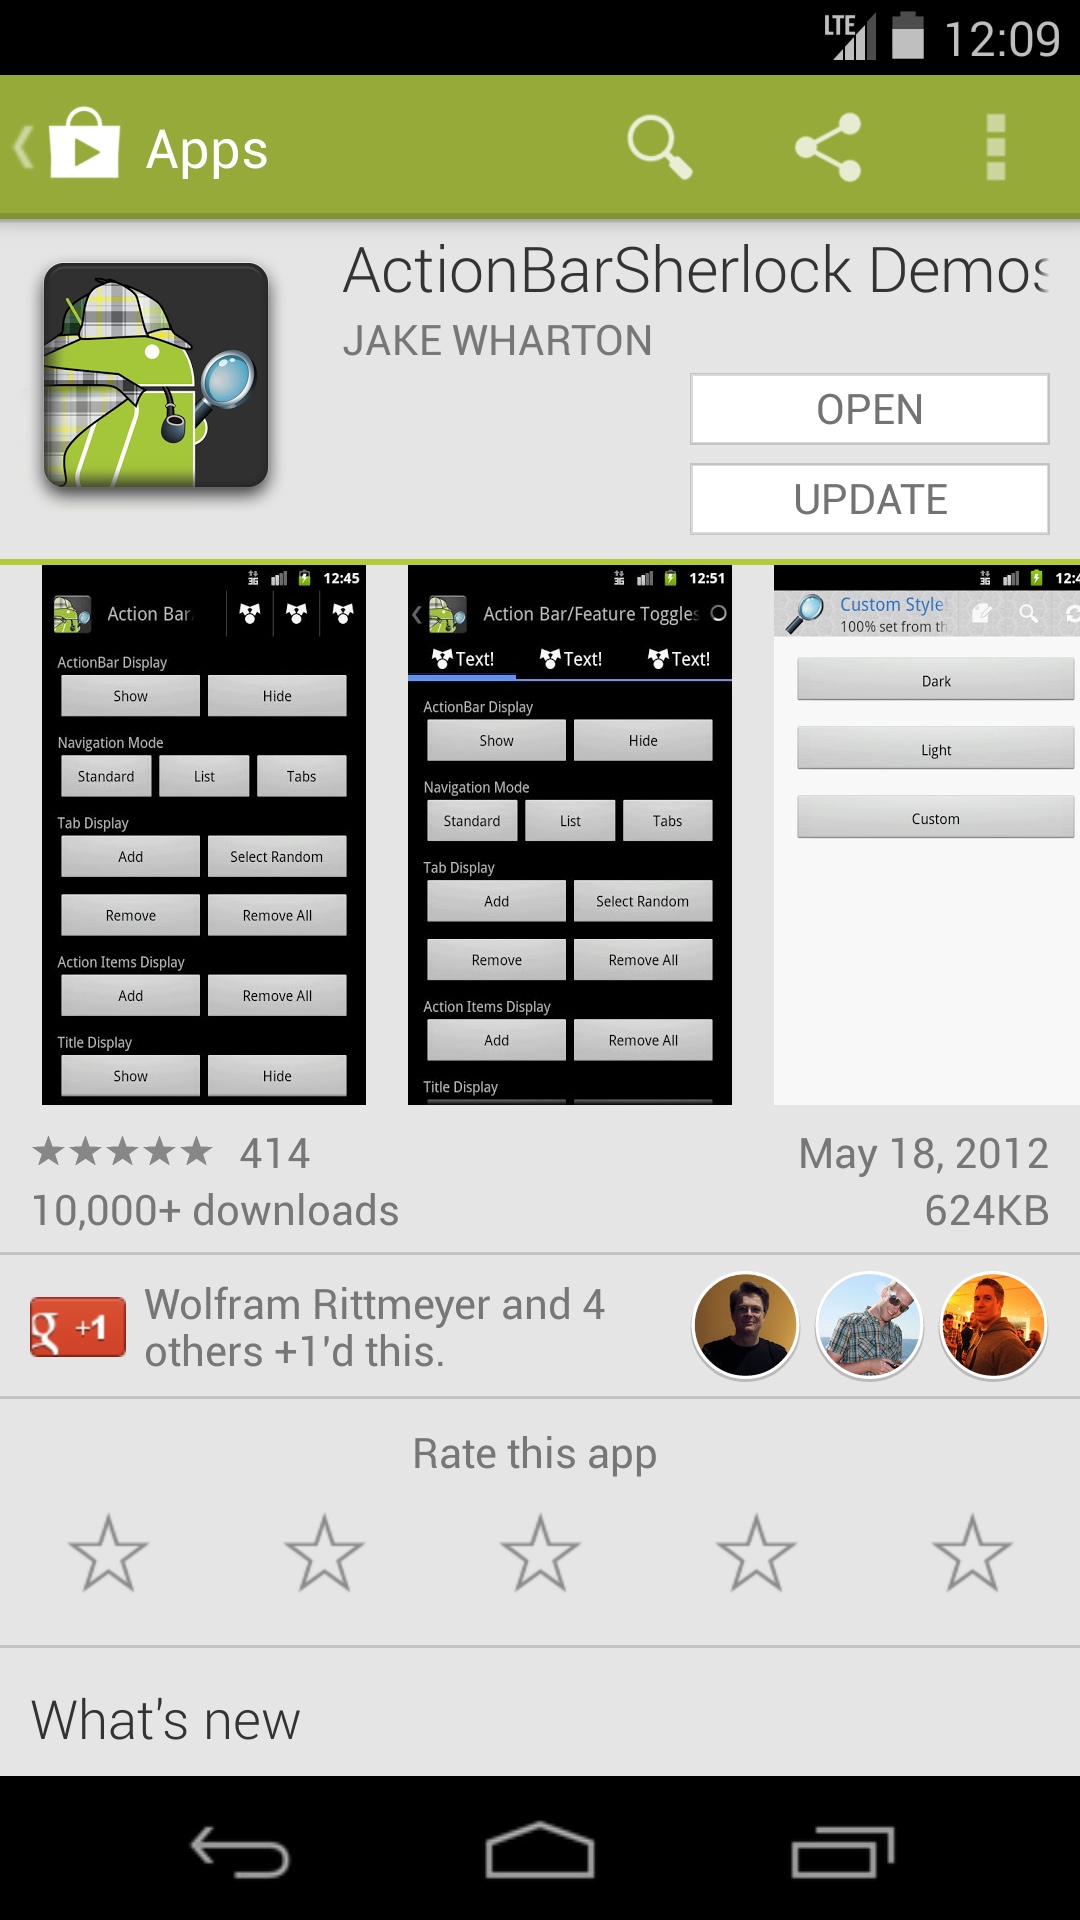 LTE 12:09
Apps
ActionBarSherlock Demos
JAKE WHARTON
OPEN
UPDATE
3G 12:45
Action Bar
ActionBar Display
Show Hide
Navigation Mode
Standard List Tabs
Tab Display
Add Select Random
Remove Remove All
Action Items Display
Add Remove All
Title Display
Show Hide
3G 12:51
Action Bar/Feature Toggles
Text! Text! Text!
ActionBar Display
Show Hide
Navigation Mode
Standard List Tabs
Tab Display
Add Select Random
Remove Remove All
Action Items Display
Add Remove All
Title Display
3G 12:4
Custom Style
100% set from th
Dark
Light
Custom
414 May 18, 2012
10,000+ downloads 624KB
g +1 Wolfram Rittmeyer and 4
others +1'd this.
Rate this app
What's new